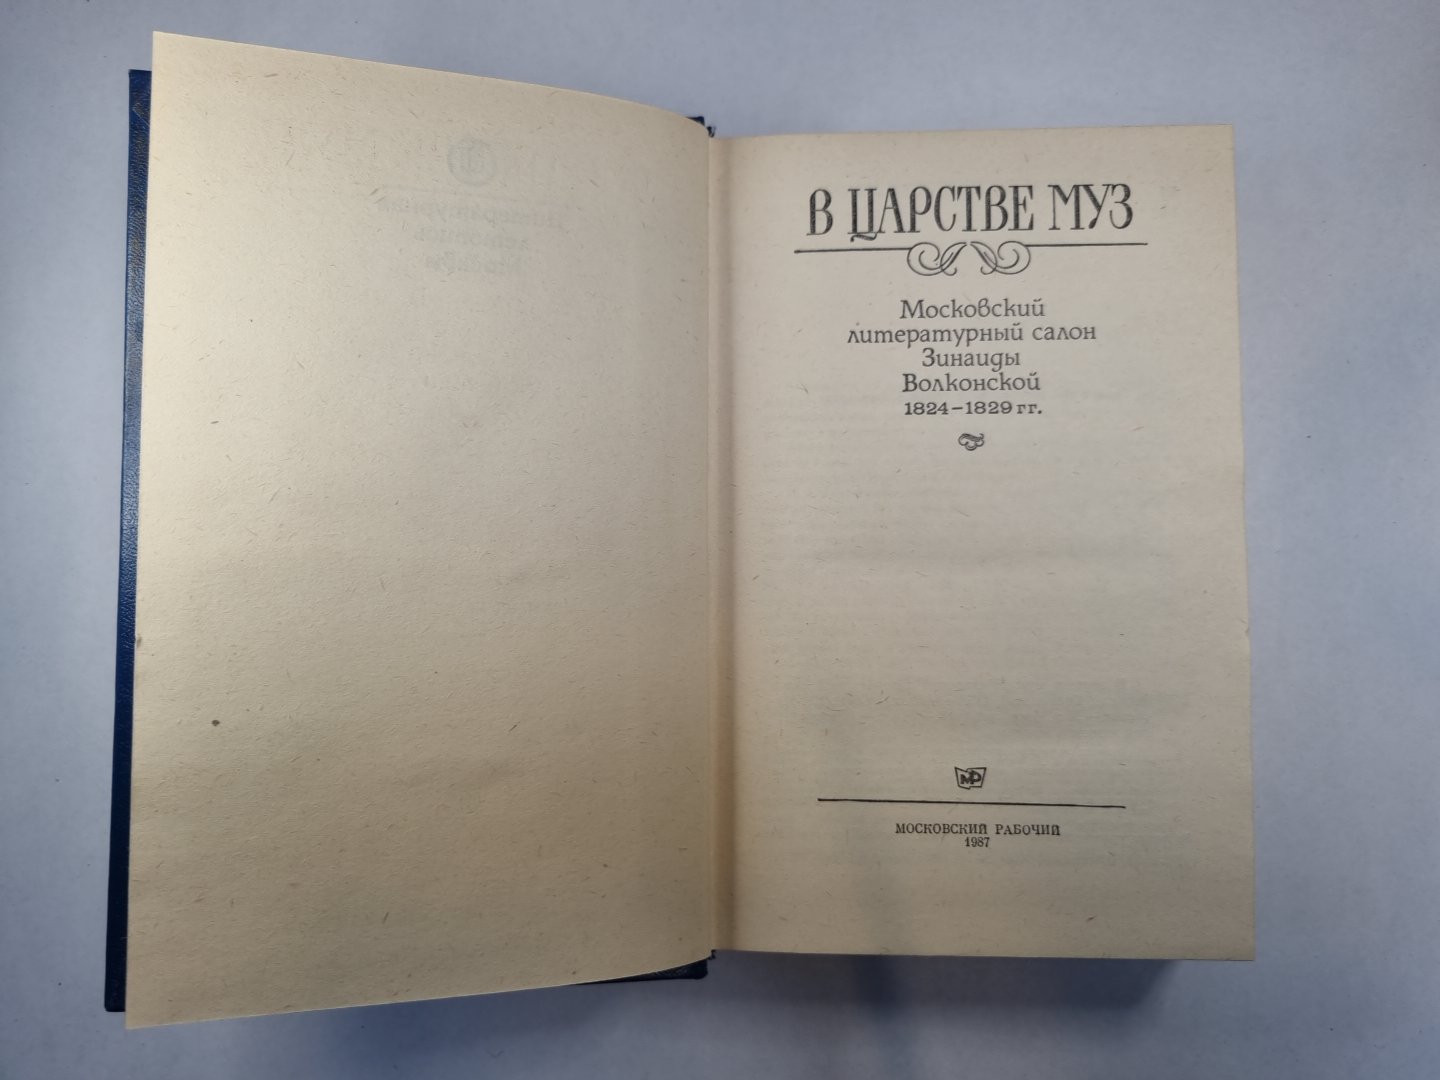 В ЦАРСТВЕ МУЗ
Московский
литературный салон
Зинаиды
Волконской
1824—1829 гг.
МР
МОСКОВСКИЙ РАБОЧИЙ
1987